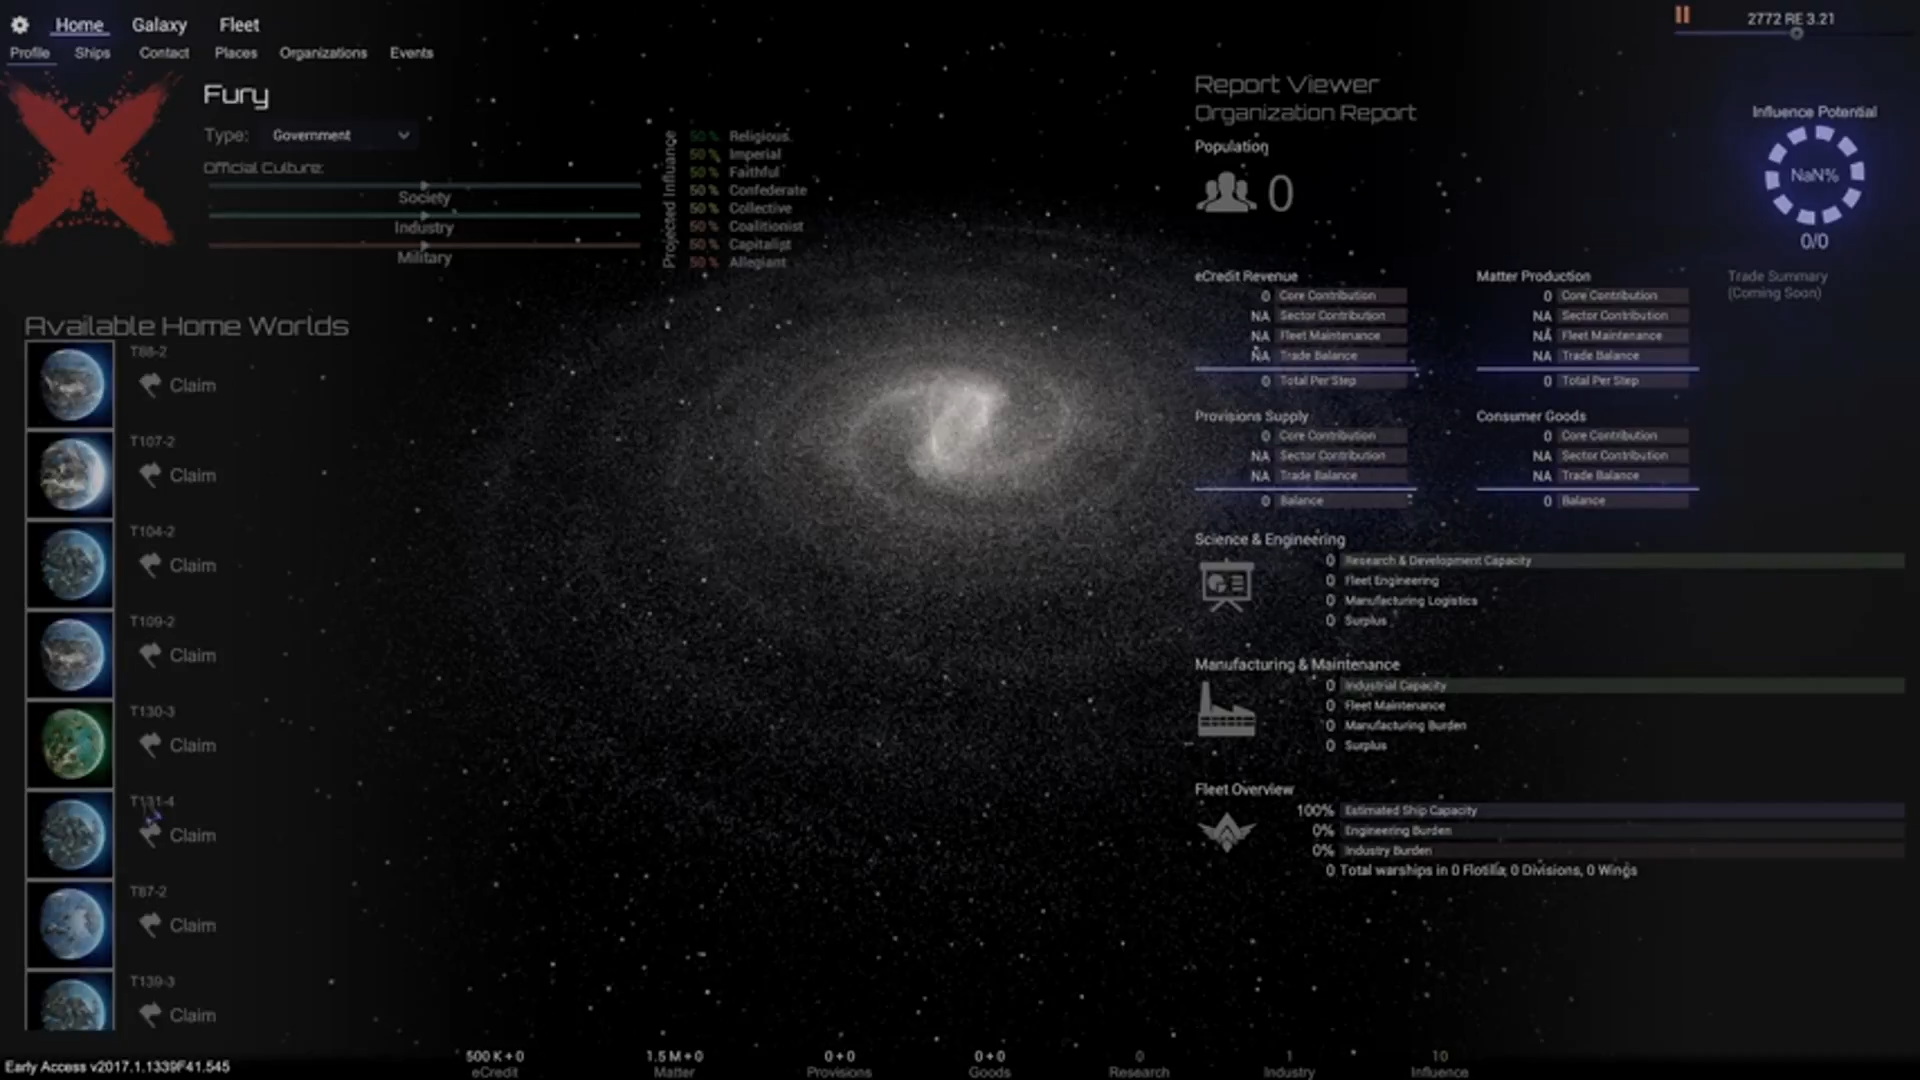 Home Galaxy Fleet
Profile Ships Contact Places Organizations Events
2772 RE 3.21
Fury
Type: Government
Official Culture:
Society
Industry
Military
Projected Influance
50 % Religious
50 % Imperial
50 % Faithful
50 % Confederate
50 % Collective
50 % Coalitionist
50 % Capitalist
50 % Allegiant
Available Home Worlds
T88-2
Claim
T107-2
Claim
T104-2
Claim
T109-2
Claim
T130-3
Claim
T131-4
Claim
T87-2
Claim
T139-3
Claim
Report Viewer
Organization Report
Population
0
Influence Potential
NaN%
0/0
eCredit Revenue
0 Core Contribution
NA Sector Contribution
NA Fleet Maintenance
NA Trade Balance
0 Total Per Step
Matter Production
0 Core Contribution
NA Sector Contribution
NA Fleet Maintenance
NA Trade Balance
0 Total Per Step
Trade Summary
(Coming Soon)
Provisions Supply
0 Core Contribution
NA Sector Contribution
NA Trade Balance
0 Balance
Consumer Goods
0 Core Contribution
NA Sector Contribution
NA Trade Balance
0 Balance
Science & Engineering
0 Research & Development Capacity
0 Fleet Engineering
0 Manufacturing Logistics
0 Surplus
Manufacturing & Maintenance
0 Industrial Capacity
0 Fleet Maintenance
0 Manufacturing Burden
0 Surplus
Fleet Overview
100% Estimated Ship Capacity
0% Engineering Burden
0% Industry Burden
0 Total warships in 0 Flotilla, 0 Divisions, 0 Wings
Early Access v2017.1.1339F41.545
500 K + 0
eCredit
1.5 M + 0
Matter
0 + 0
Provisions
0 + 0
Goods
0
Research
1
Industry
10
Influence